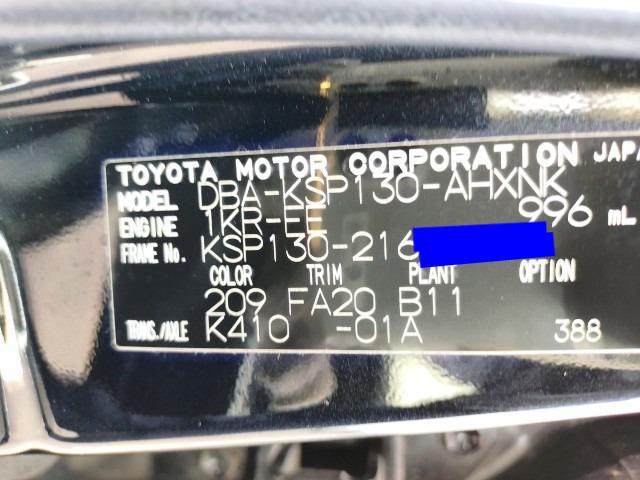 TOYOTA MOTOR CORPORATION JAPA
MODEL DBA-KSP130-AHXNK
ENGINE 1KR-FE 996 mL
FRAME No. KSP130-216
COLOR TRIM PLANT OPTION
209 FA20 B11
TRANS./AXLE K410 -01A 388